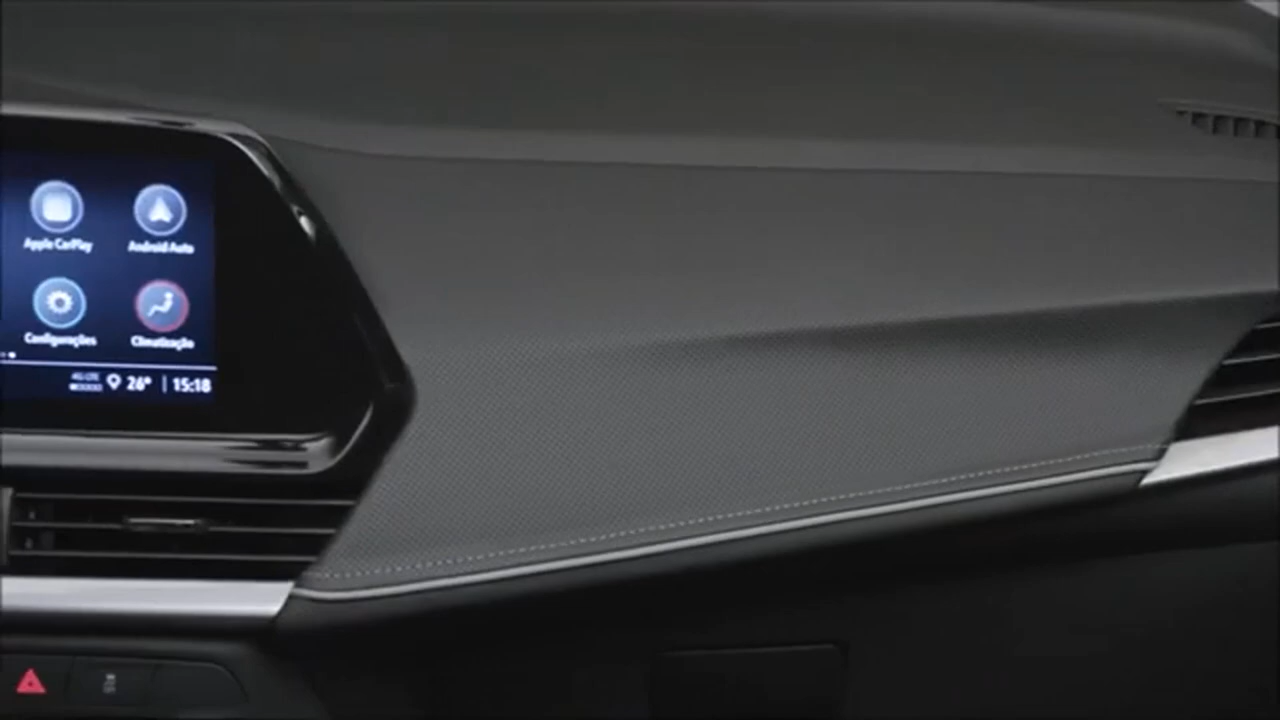 Apple CarPlay
Android Auto
Configurações
Climatização
4G LTE
26°
15:18